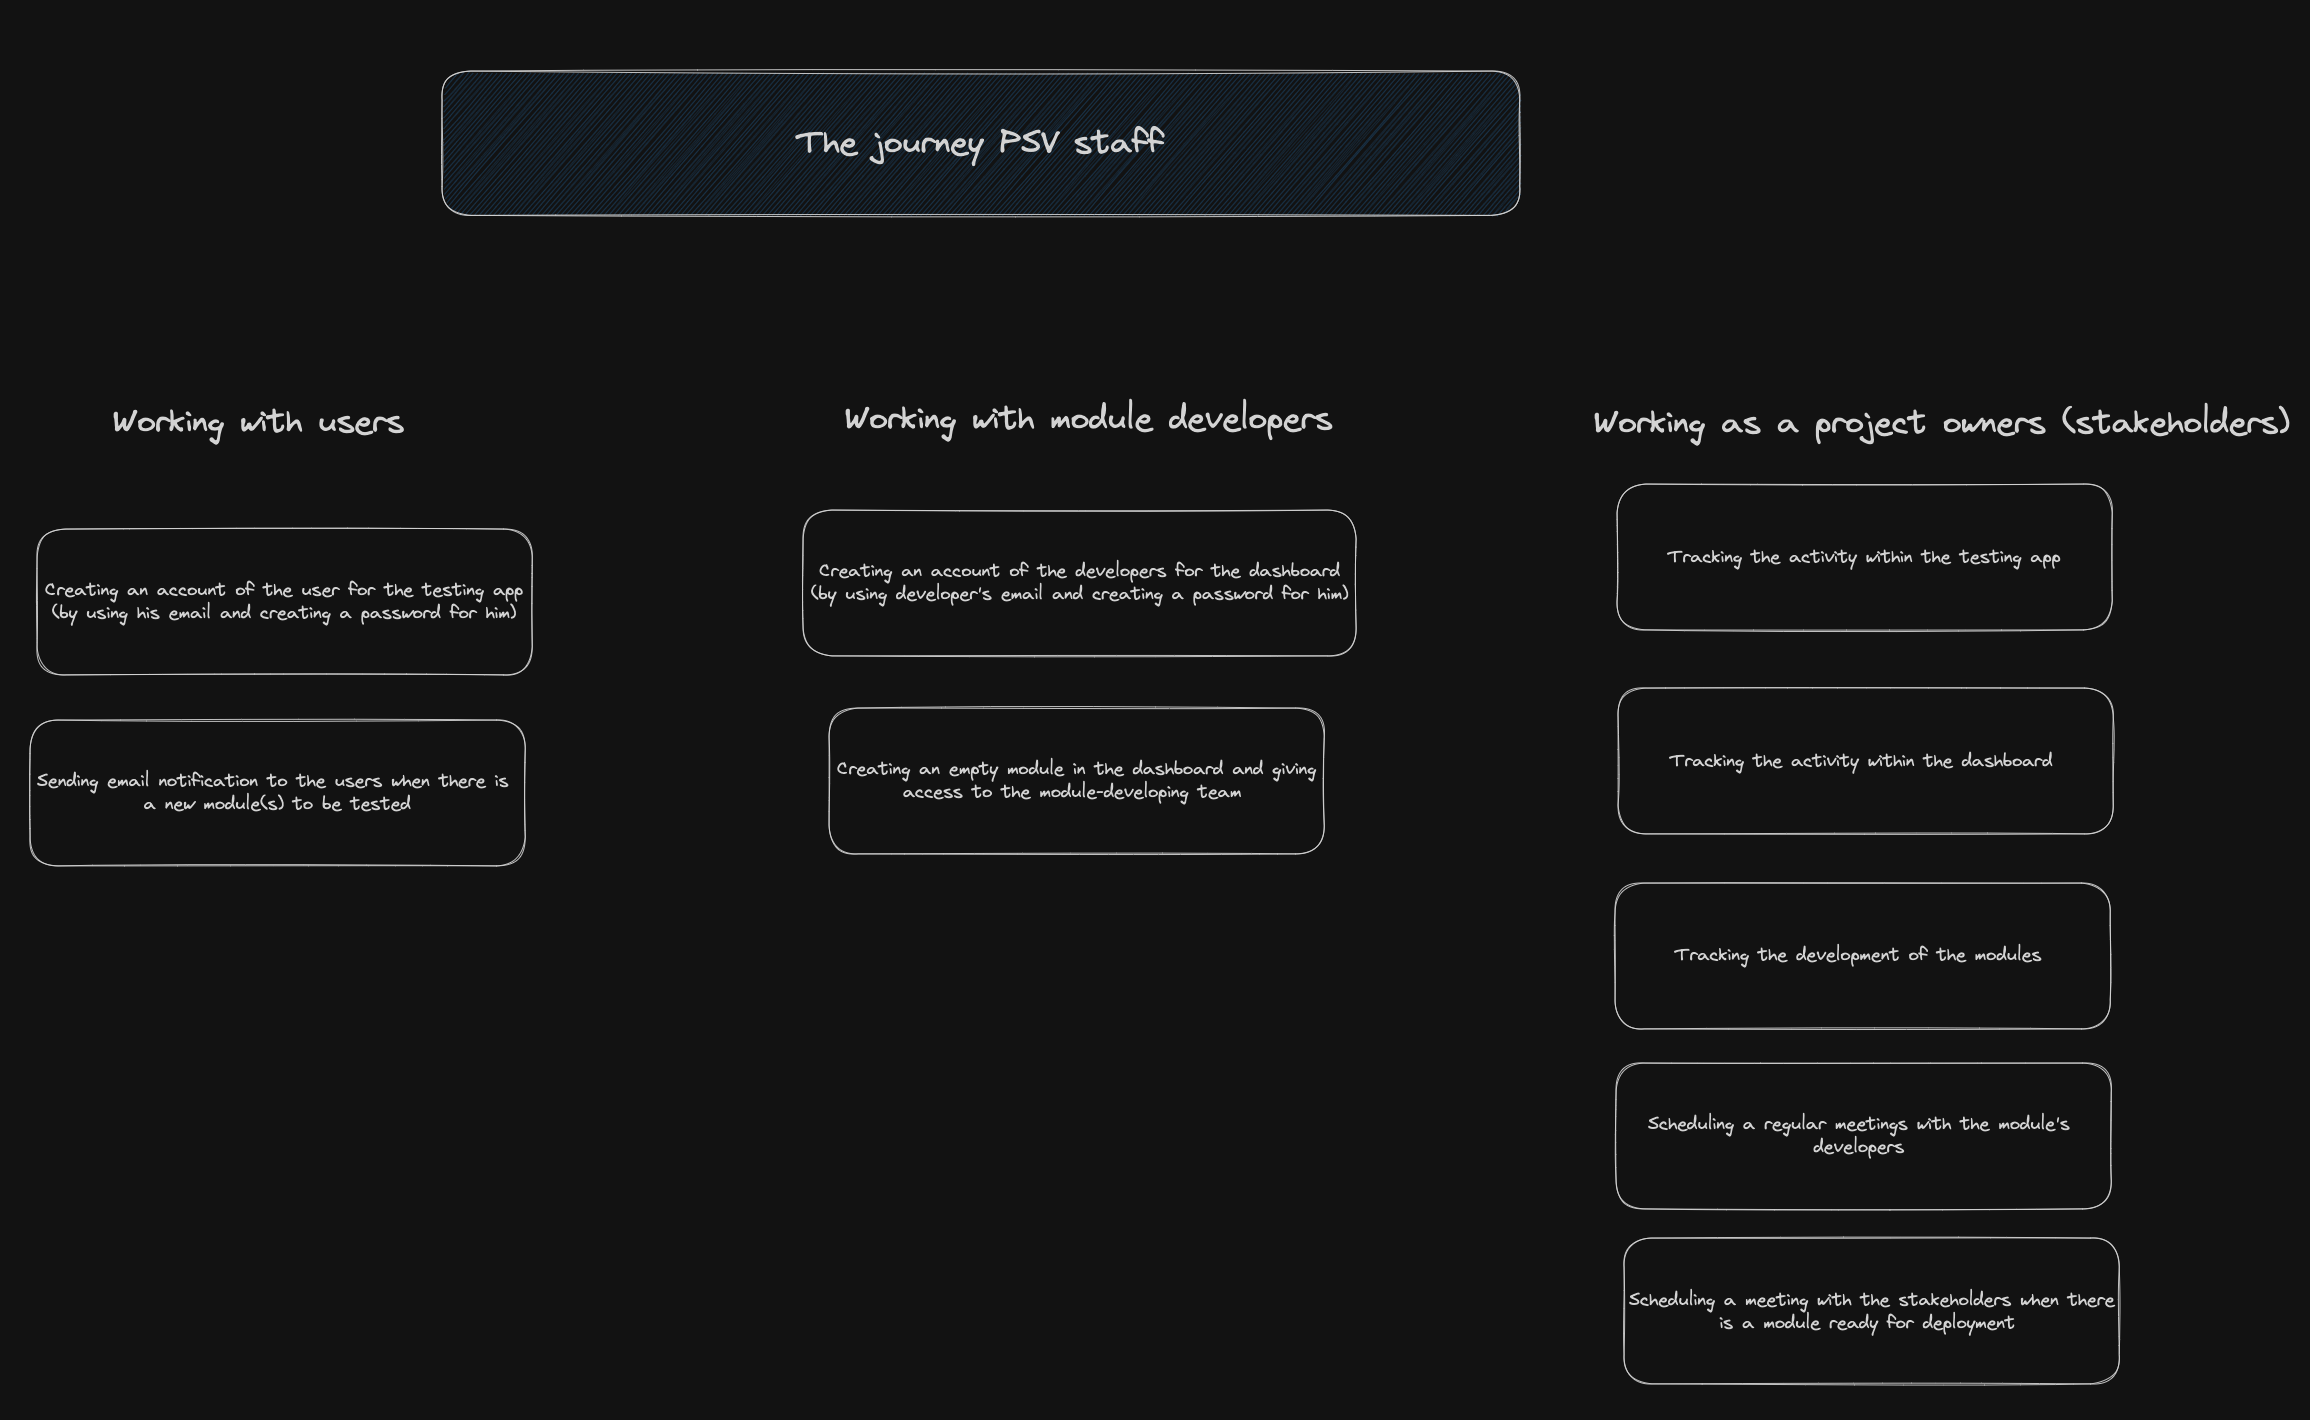 The journey PSV staff
Working with users
Creating an account of the user for the testing app
(by using his email and creating a password for him)
Sending email notification to the users when there is
a new module(s) to be tested
Working with module developers
Creating an account of the developers for the dashboard
(by using developer's email and creating a password for him)
Creating an empty module in the dashboard and giving
access to the module-developing team
Working as a project owners (stakeholders)
Tracking the activity within the testing app
Tracking the activity within the dashboard
Tracking the development of the modules
Scheduling a regular meetings with the module's
developers
Scheduling a meeting with the stakeholders when there
is a module ready for deployment